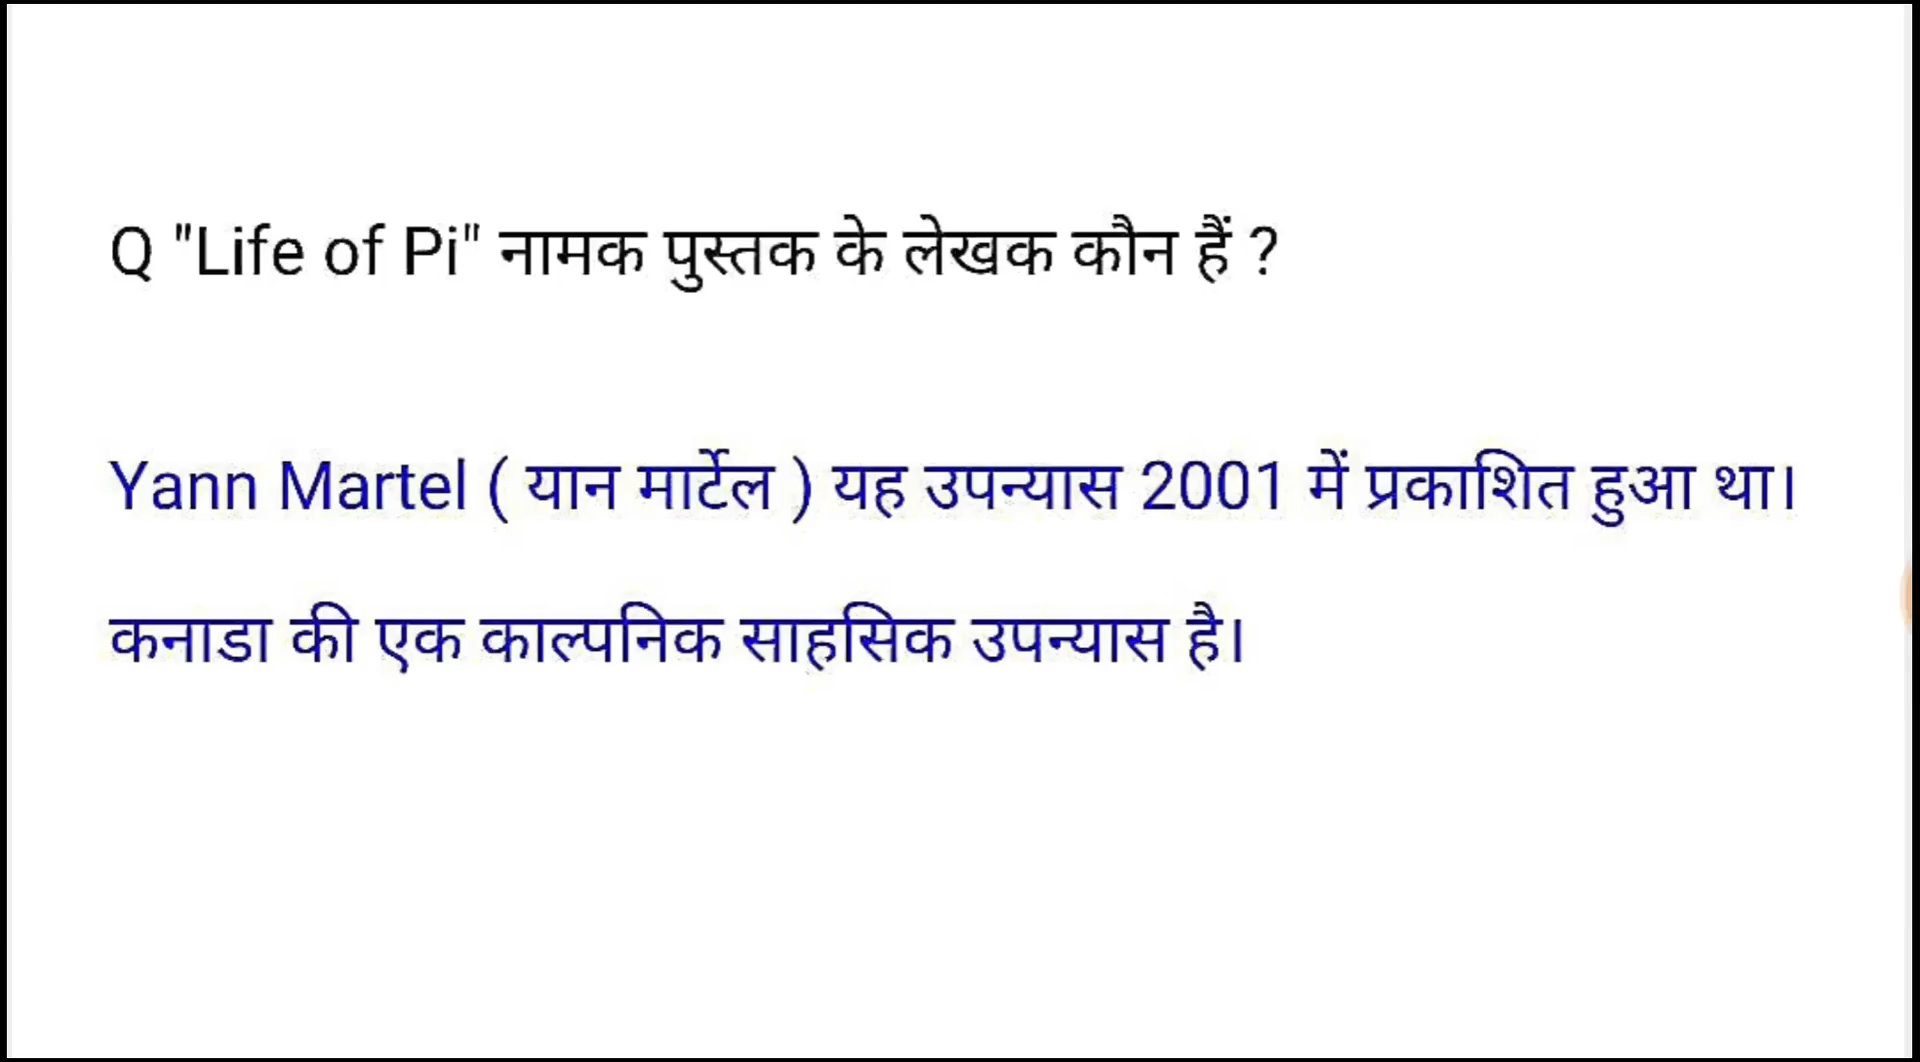 Q "Life of Pi" नामक पुस्तक के लेखक कौन हैं ?
Yann Martel ( यान मार्टेल ) यह उपन्यास 2001 में प्रकाशित हुआ था।
कनाडा की एक काल्पनिक साहसिक उपन्यास है।